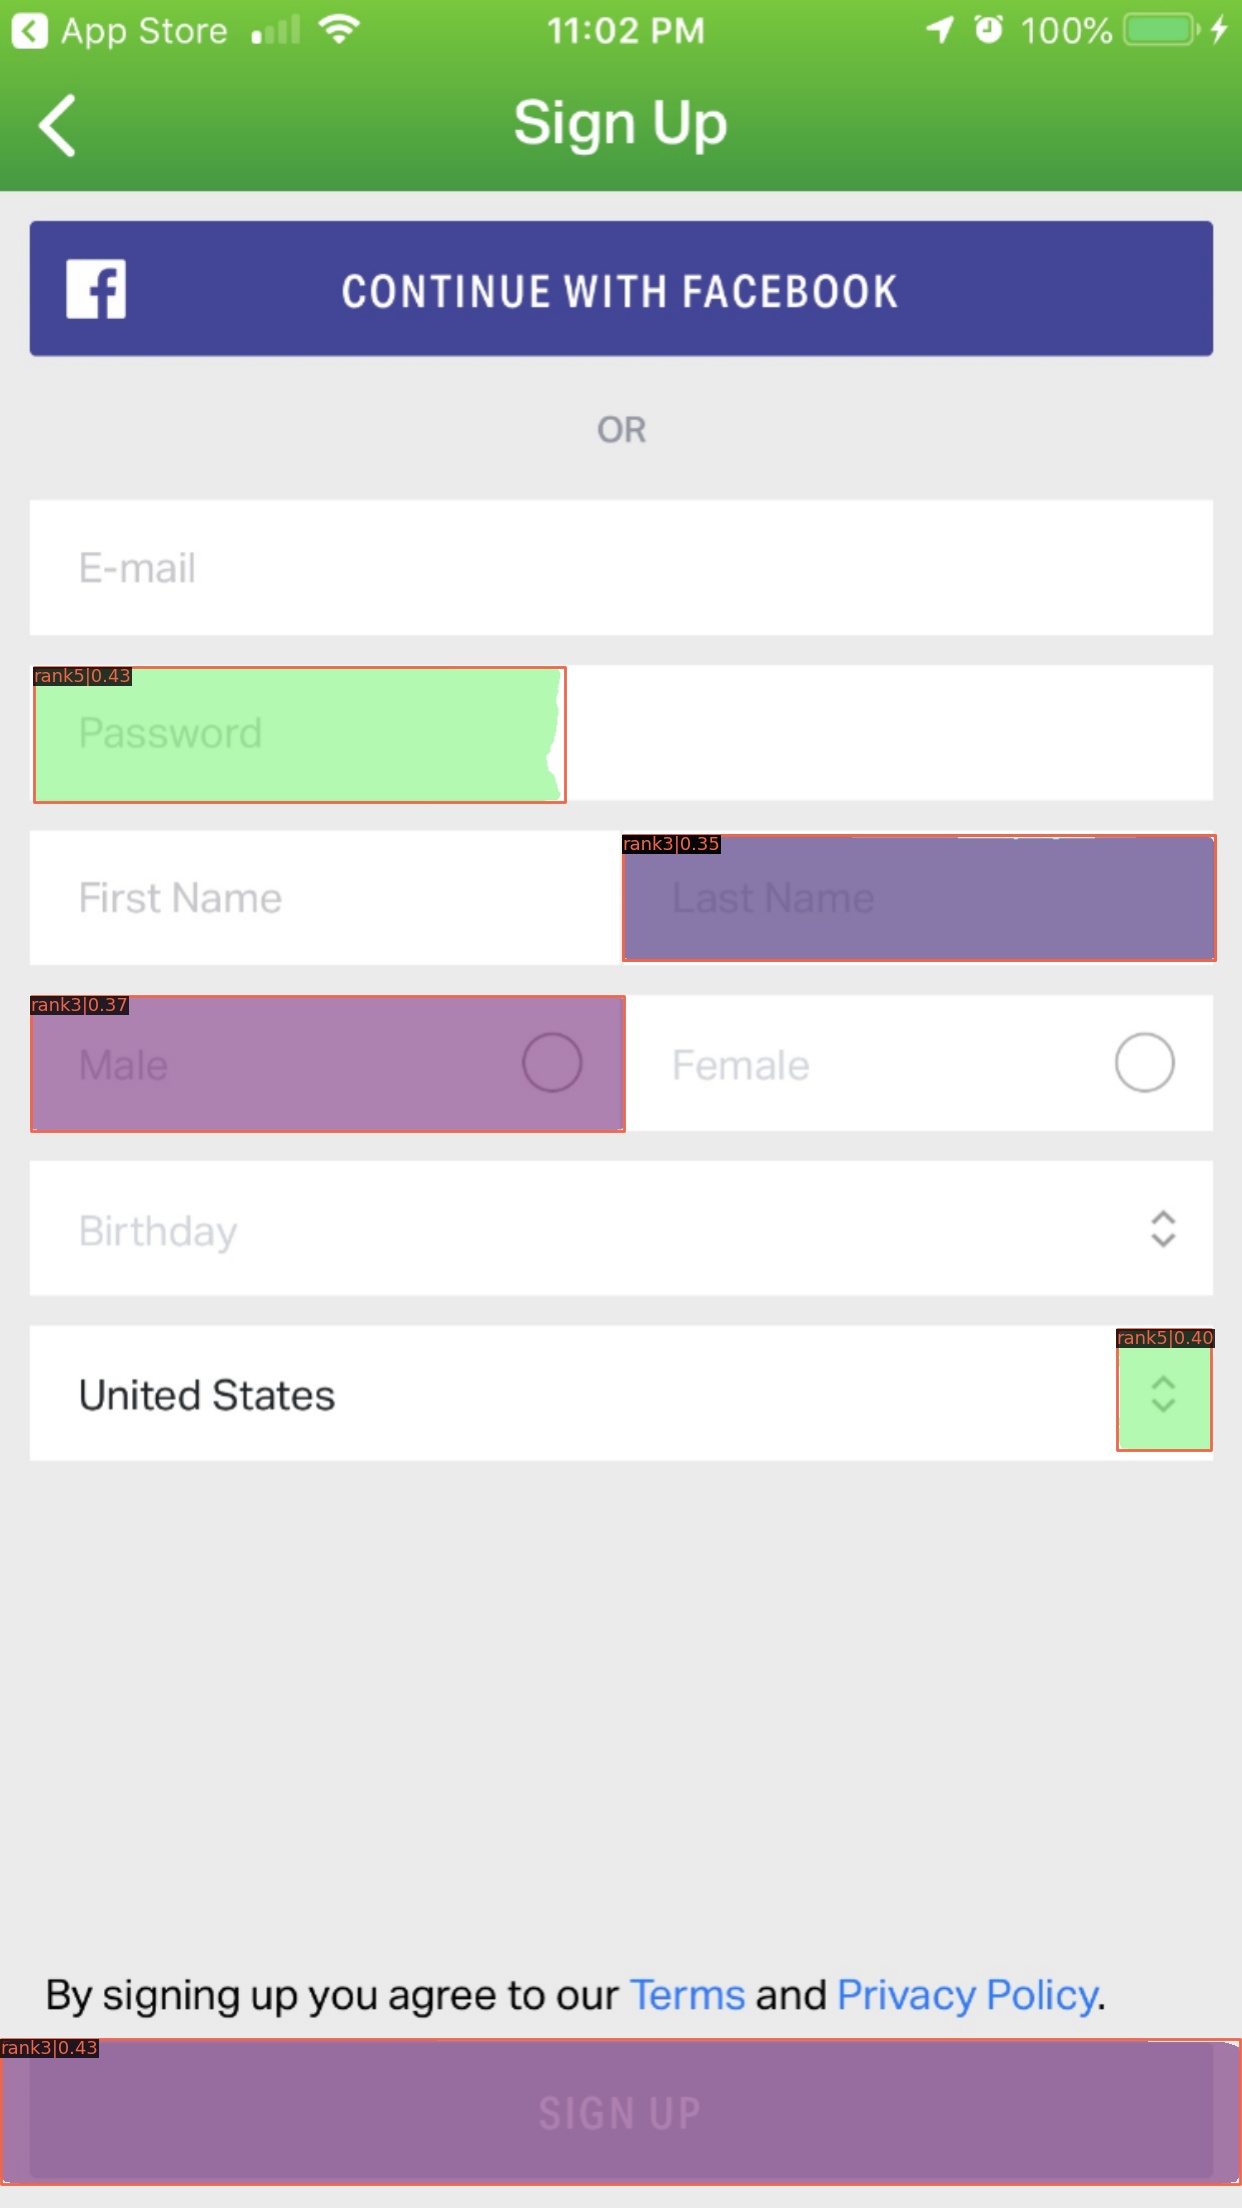 App Store 11:02 PM 100%
Sign Up
CONTINUE WITH FACEBOOK
OR
E-mail
rank5|0.43
Password
rank3|0.35
First Name Last Name
rank3|0.37
Male Female
Birthday
rank5|0.40
United States
By signing up you agree to our Terms and Privacy Policy.
rank3|0.43
SIGN UP